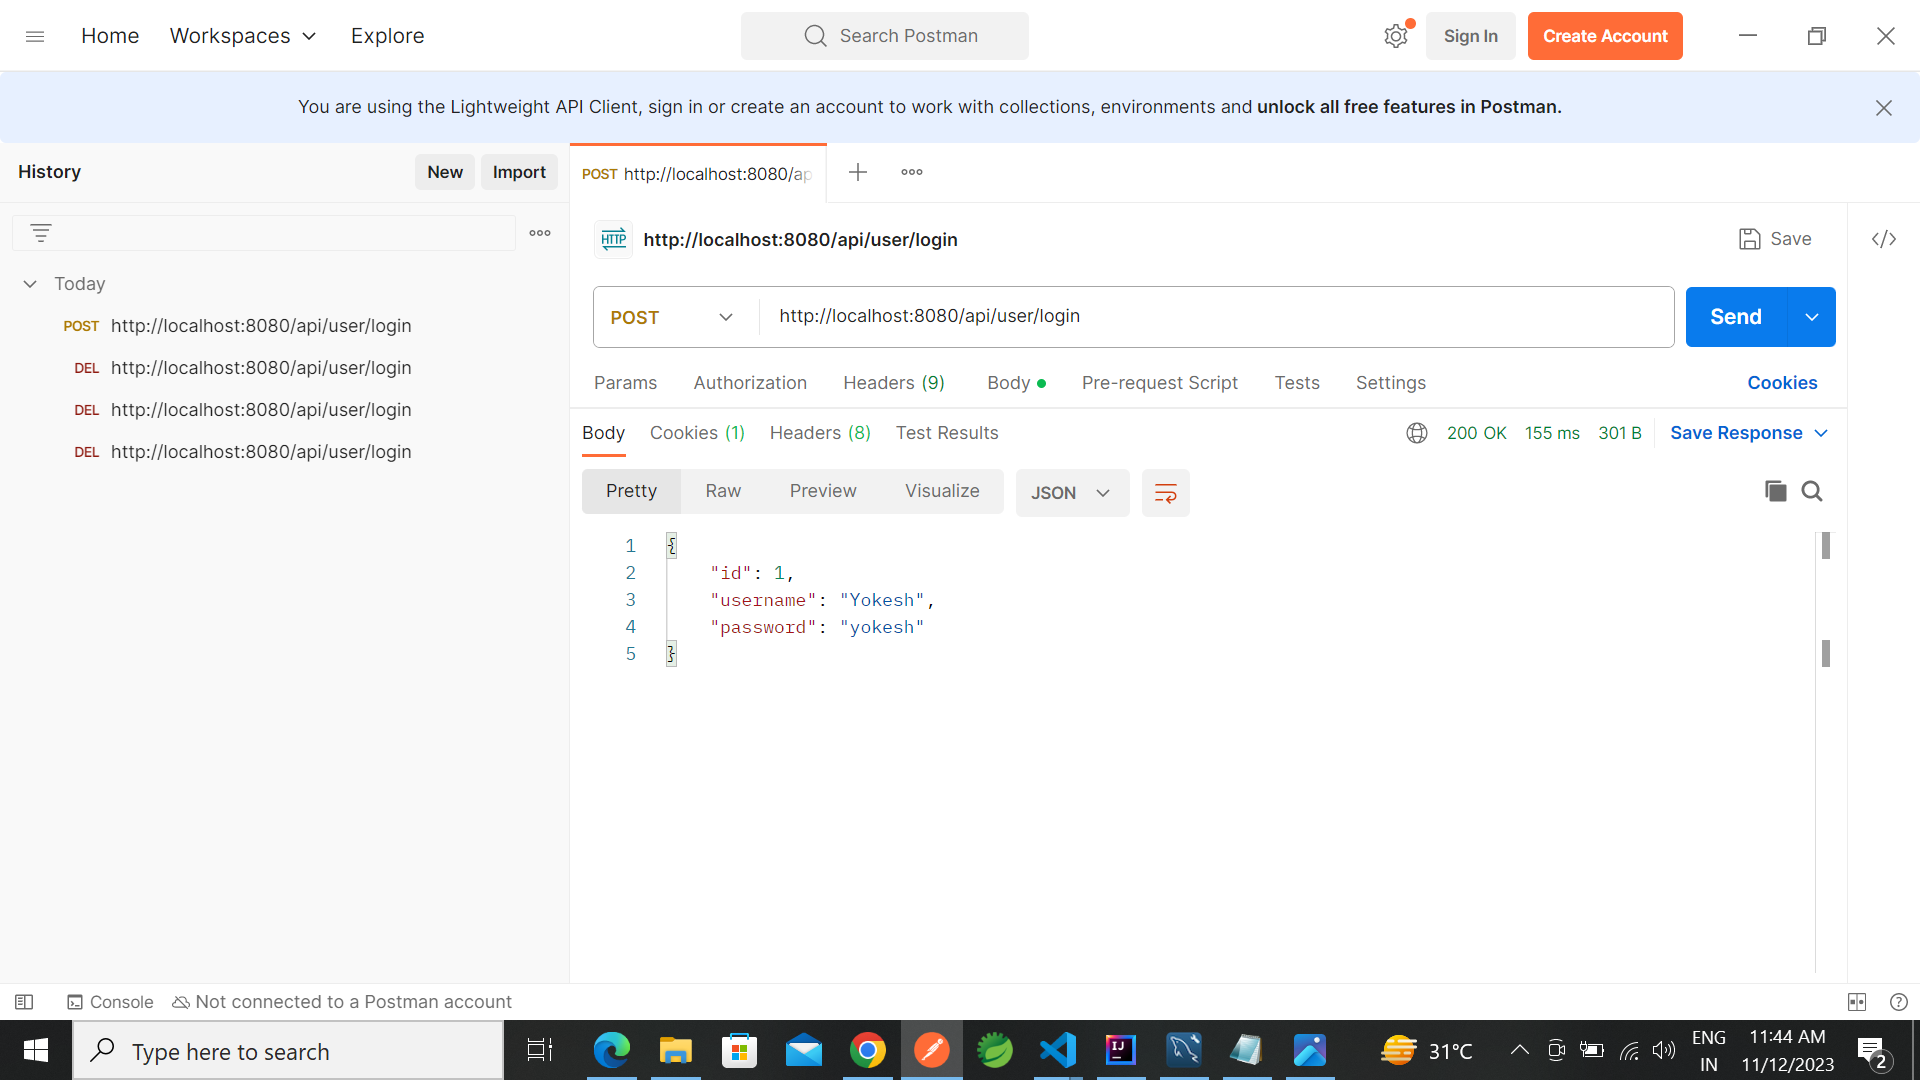 Home Workspaces Explore Search Postman Sign In Create Account
You are using the Lightweight API Client, sign in or create an account to work with collections, environments and unlock all free features in Postman.
History New Import
POST http://localhost:8080/ap
HTTP http://localhost:8080/api/user/login Save </>
Today
POST http://localhost:8080/api/user/login
DEL http://localhost:8080/api/user/login
DEL http://localhost:8080/api/user/login
DEL http://localhost:8080/api/user/login
POST http://localhost:8080/api/user/login Send
Params Authorization Headers (9) Body Pre-request Script Tests Settings Cookies
Body Cookies (1) Headers (8) Test Results 200 OK 155 ms 301 B Save Response
Pretty Raw Preview Visualize JSON
1 {
2 "id": 1,
3 "username": "Yokesh",
4 "password": "yokesh"
5 }
Console Not connected to a Postman account
Type here to search
IJ
31°C
ENG
IN
11:44 AM
11/12/2023
2